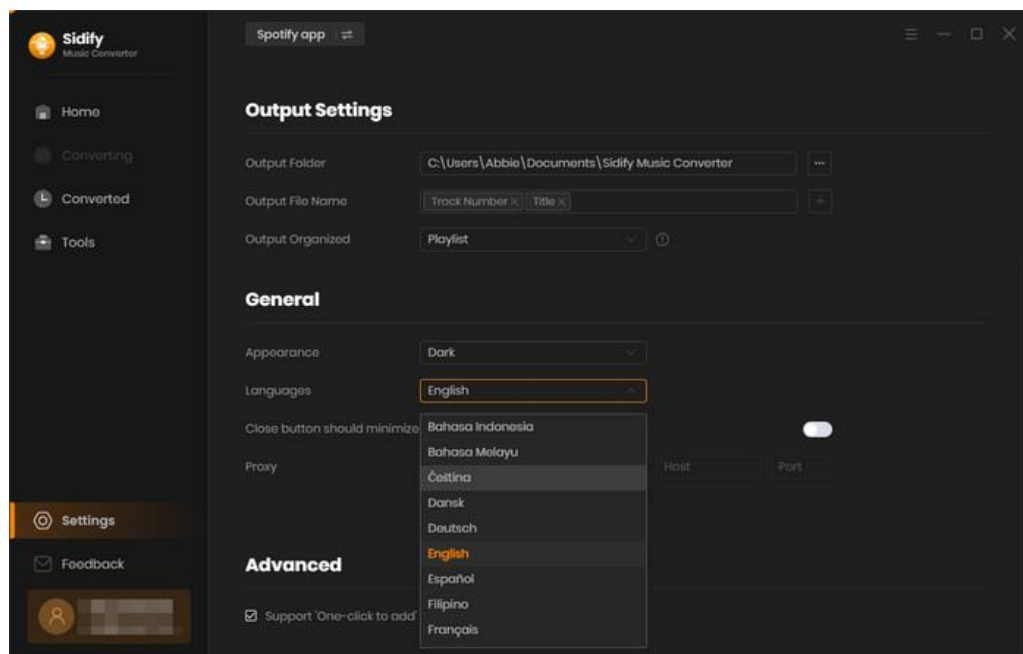 Sidify
Music Converter
Spotify app
Home
Converting
Converted
Tools
Settings
Feedback
Output Settings
Output Folder C:\Users\Abbie\Documents\Sidify Music Converter ...
Output File Name Track Number × Title × +
Output Organized Playlist
General
Appearance Dark
Languages English
Close button should minimize
Proxy Host Port
Bahasa Indonesia
Bahasa Melayu
Čeština
Dansk
Deutsch
English
Español
Filipino
Français
Advanced
Support 'One-click to add'